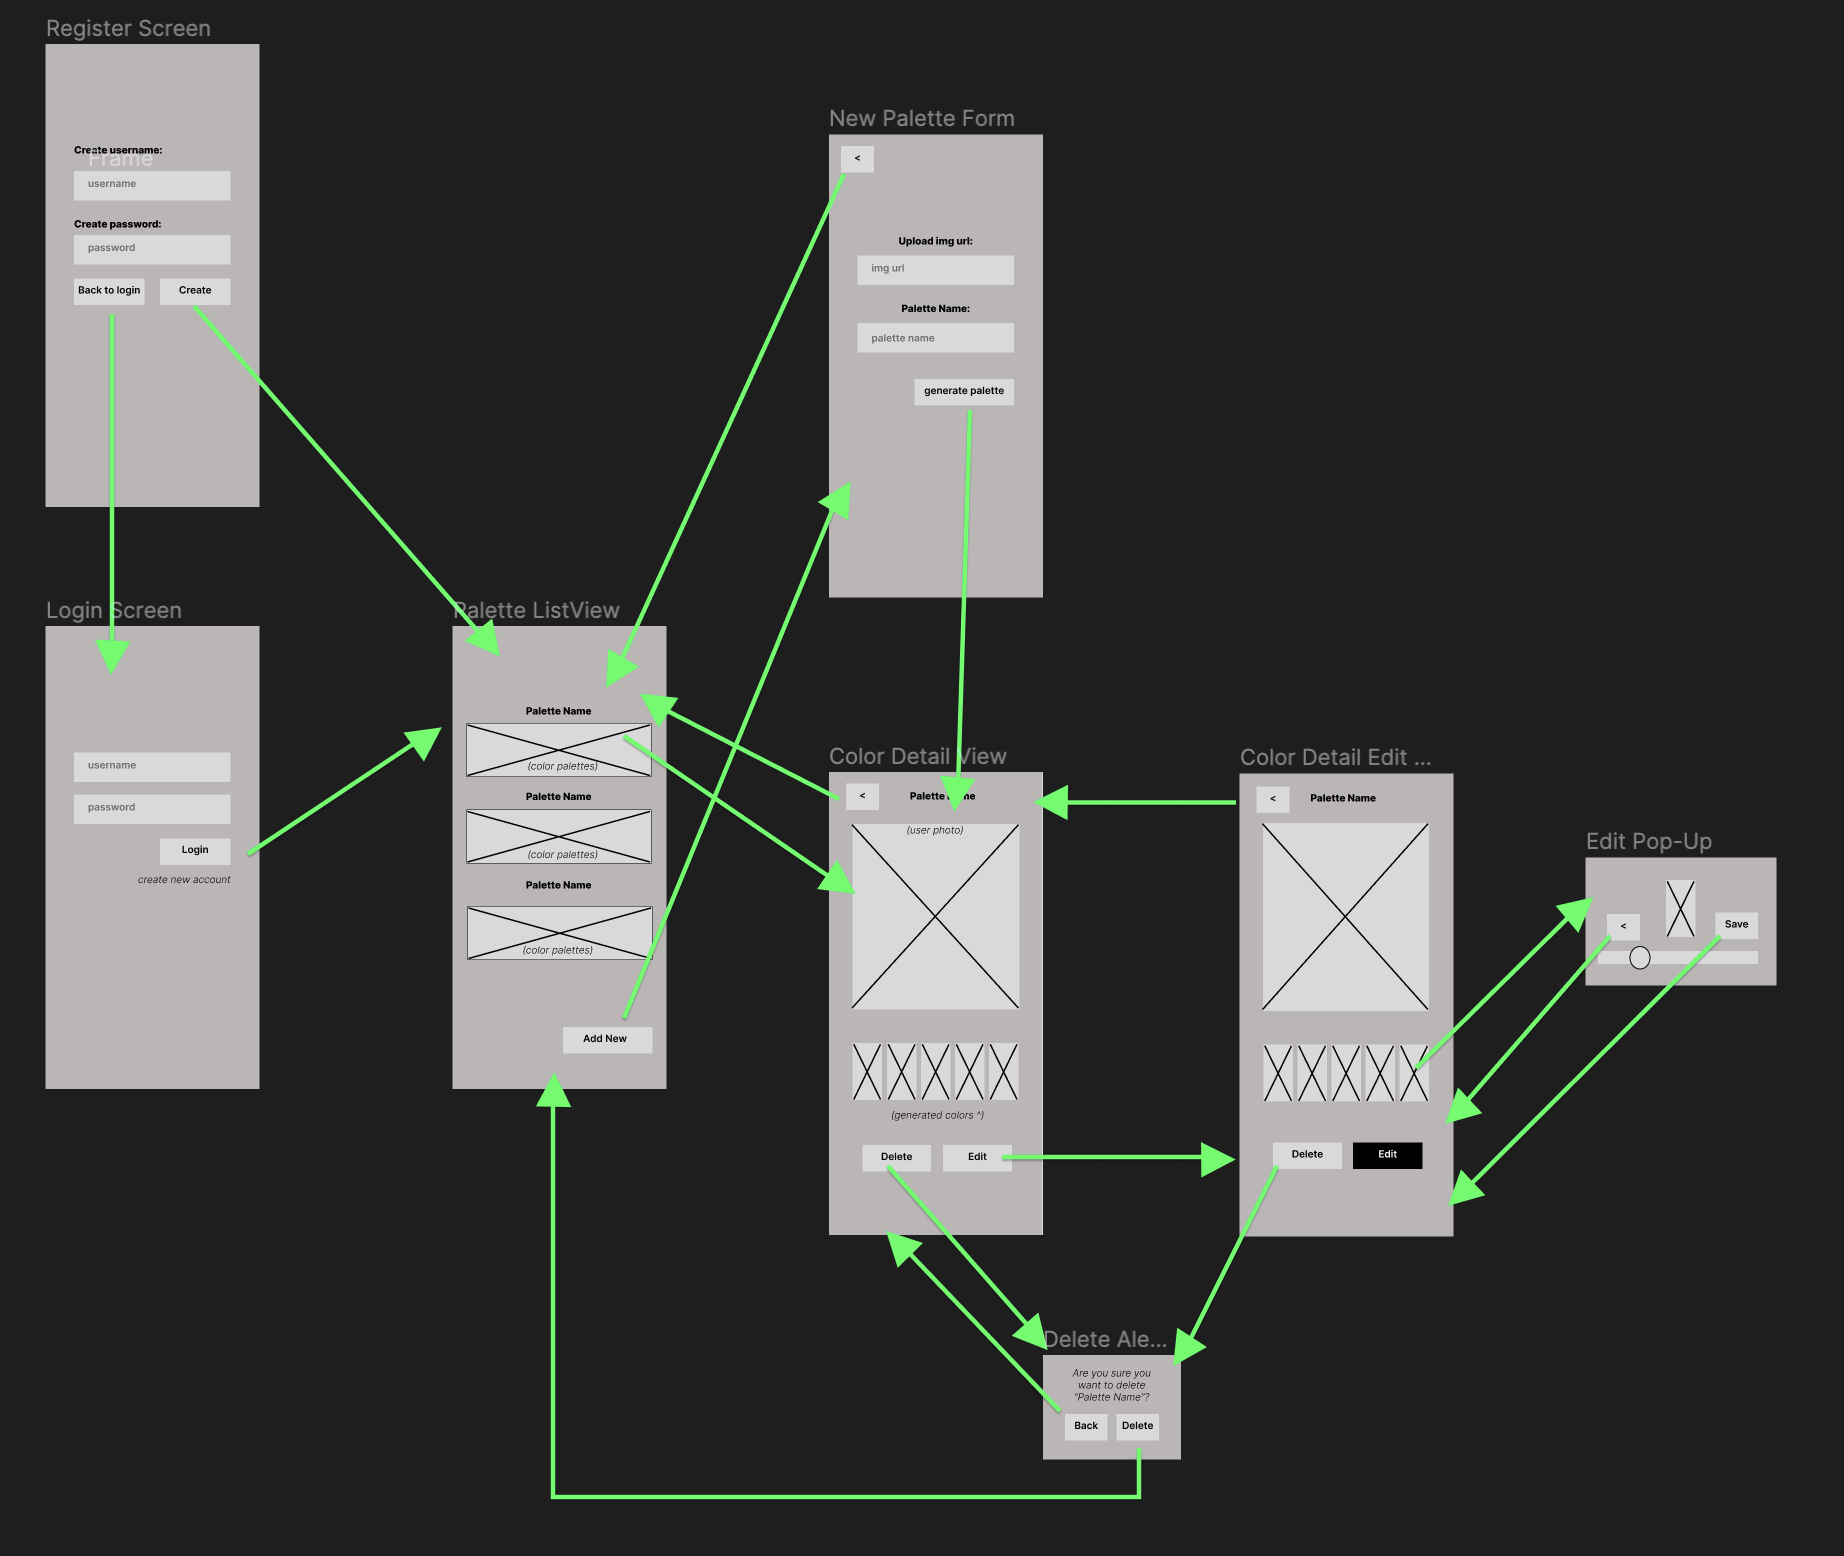 Register Screen
Create username:
Frame
username
Create password:
password
Back to login
Create
New Palette Form
<
Upload img url:
img url
Palette Name:
palette name
generate palette
Login Screen
username
password
Login
create new account
Palette ListView
Palette Name
(color palettes)
Palette Name
(color palettes)
Palette Name
(color palettes)
Add New
Color Detail View
<
Palette Name
(user photo)
(generated colors ^)
Delete
Edit
Color Detail Edit ...
<
Palette Name
Delete
Edit
Edit Pop-Up
<
Save
Delete Ale...
Are you sure you
want to delete
"Palette Name"?
Back
Delete